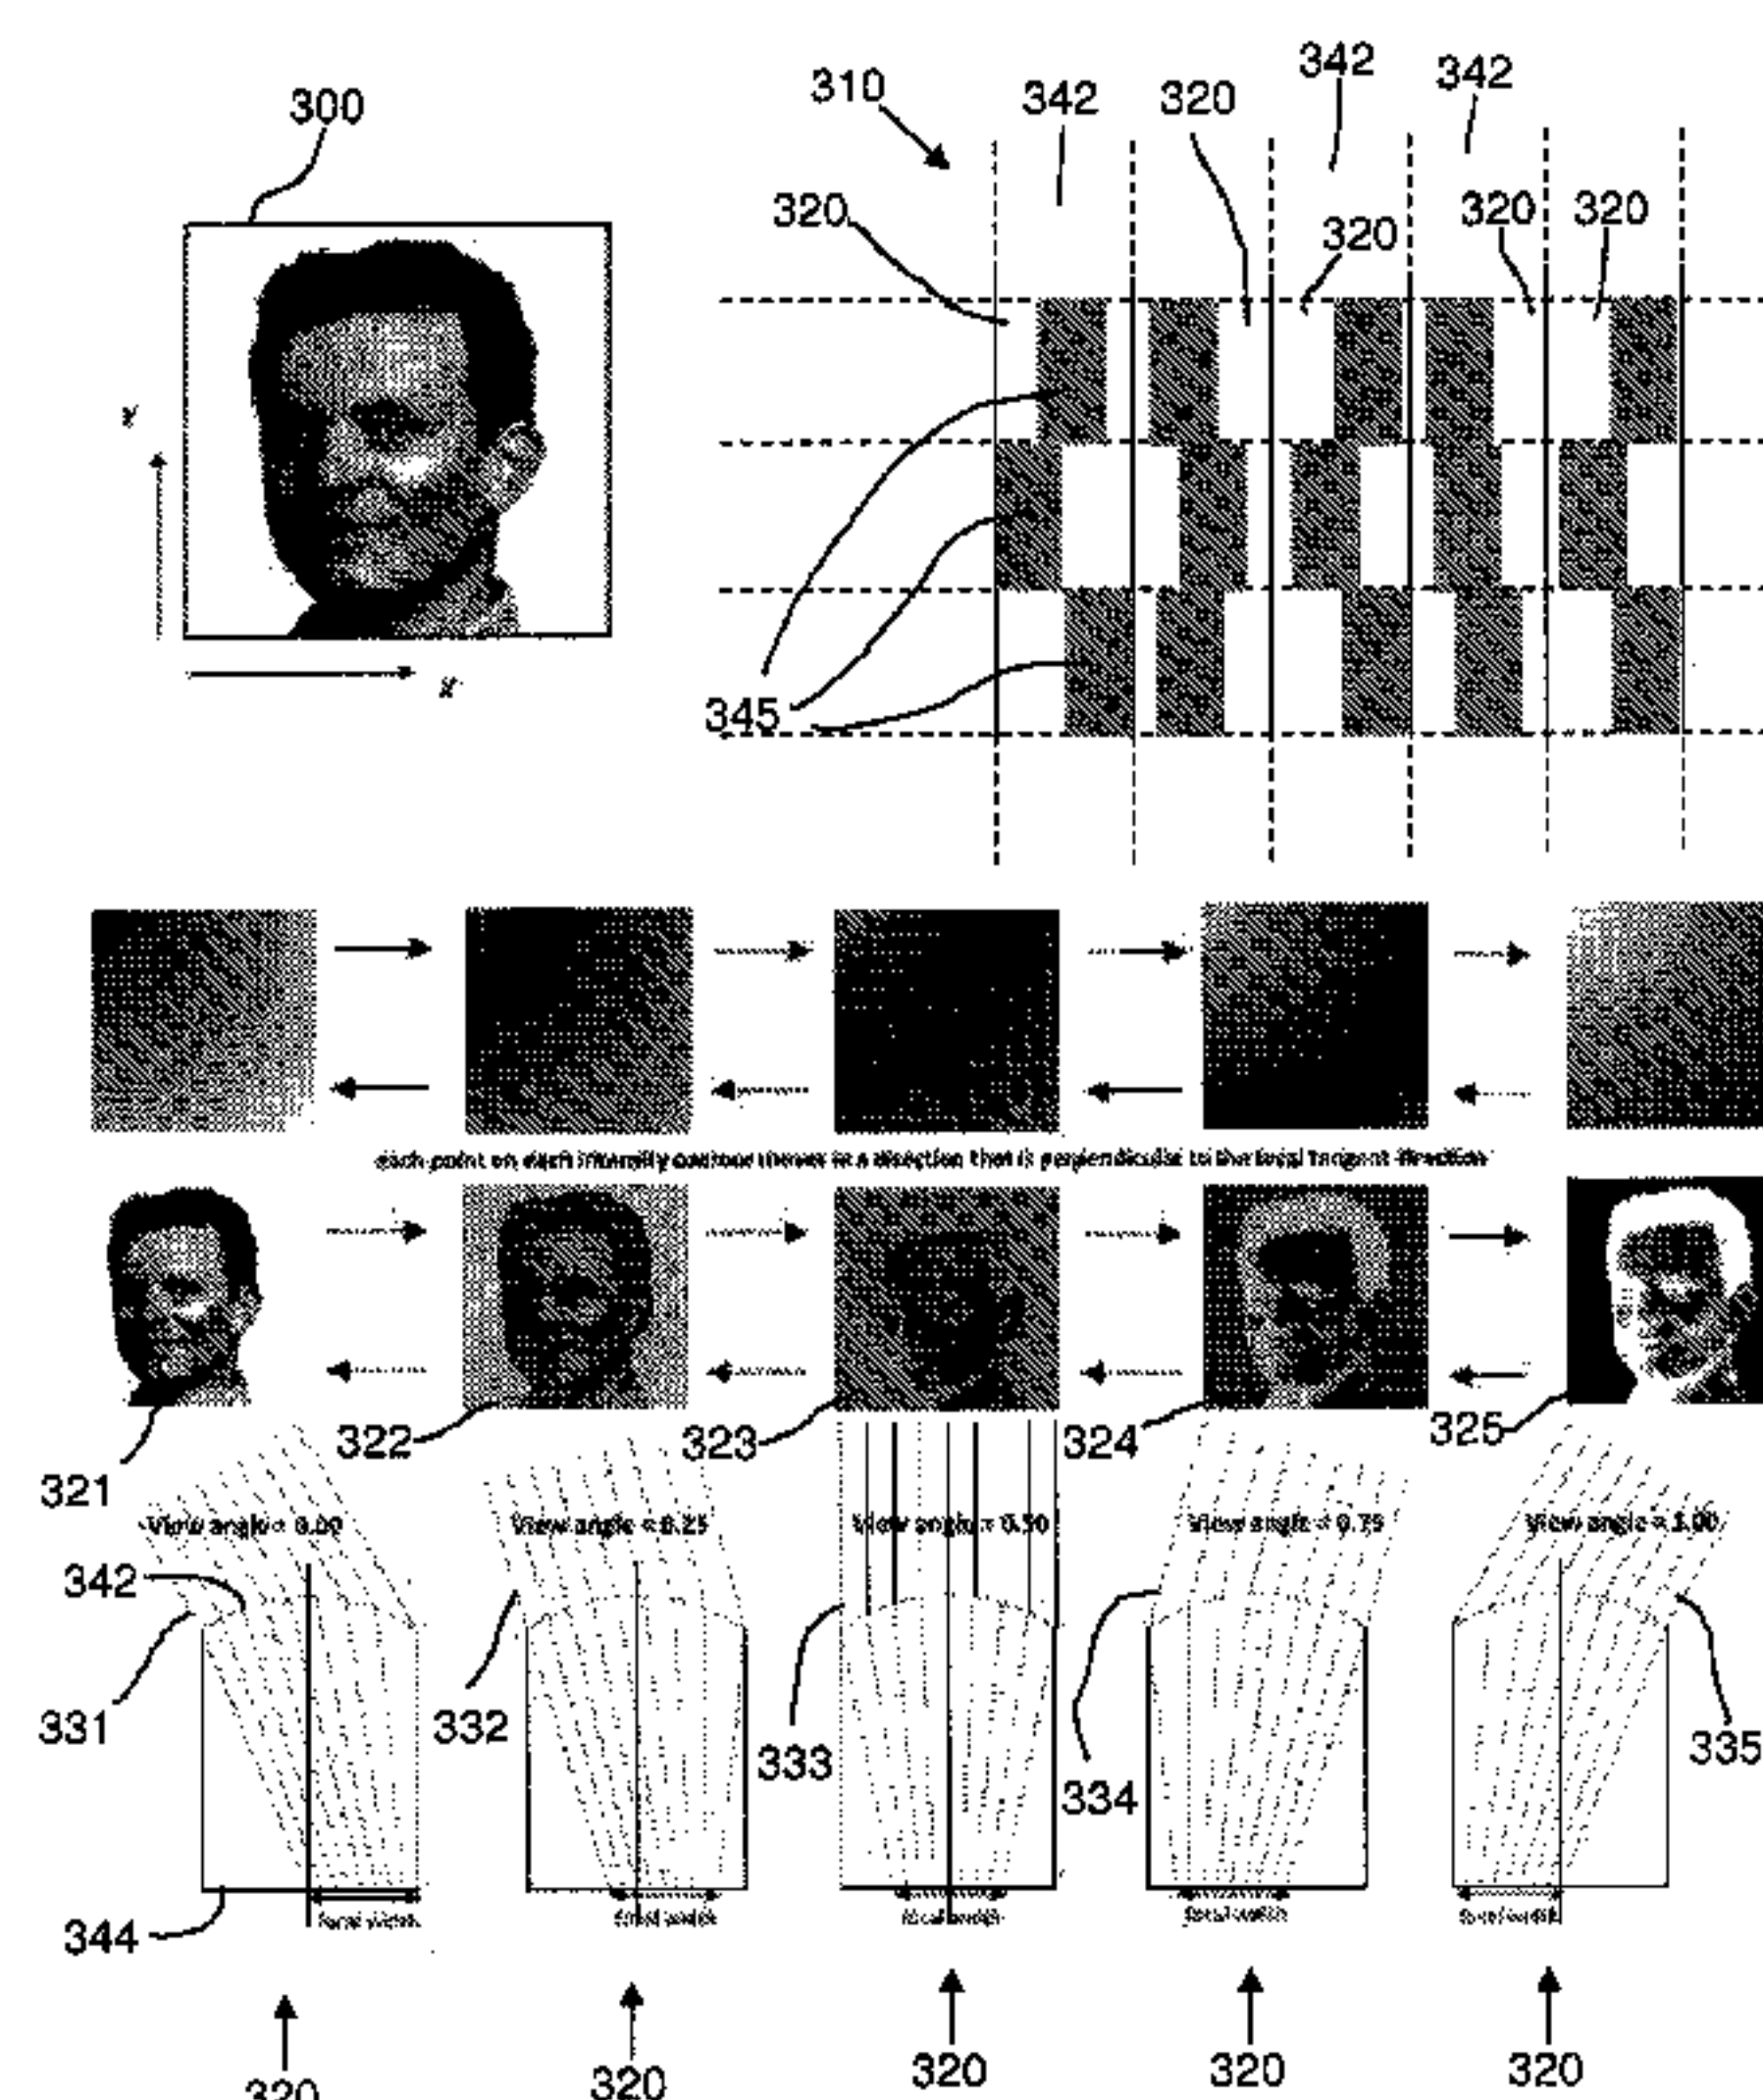 300
310
342
320
342
342
320
320
320
320
Y
X
345
each point on each intensity contour moves in a direction that is perpendicular to the local tangent direction
321
322
323
324
325
View angle = 0.00
View angle = 0.25
View angle = 0.50
View angle = 0.75
View angle = 1.00
342
331
332
333
334
335
344
focal width
focal width
focal width
focal width
focal width
320
320
320
320
320